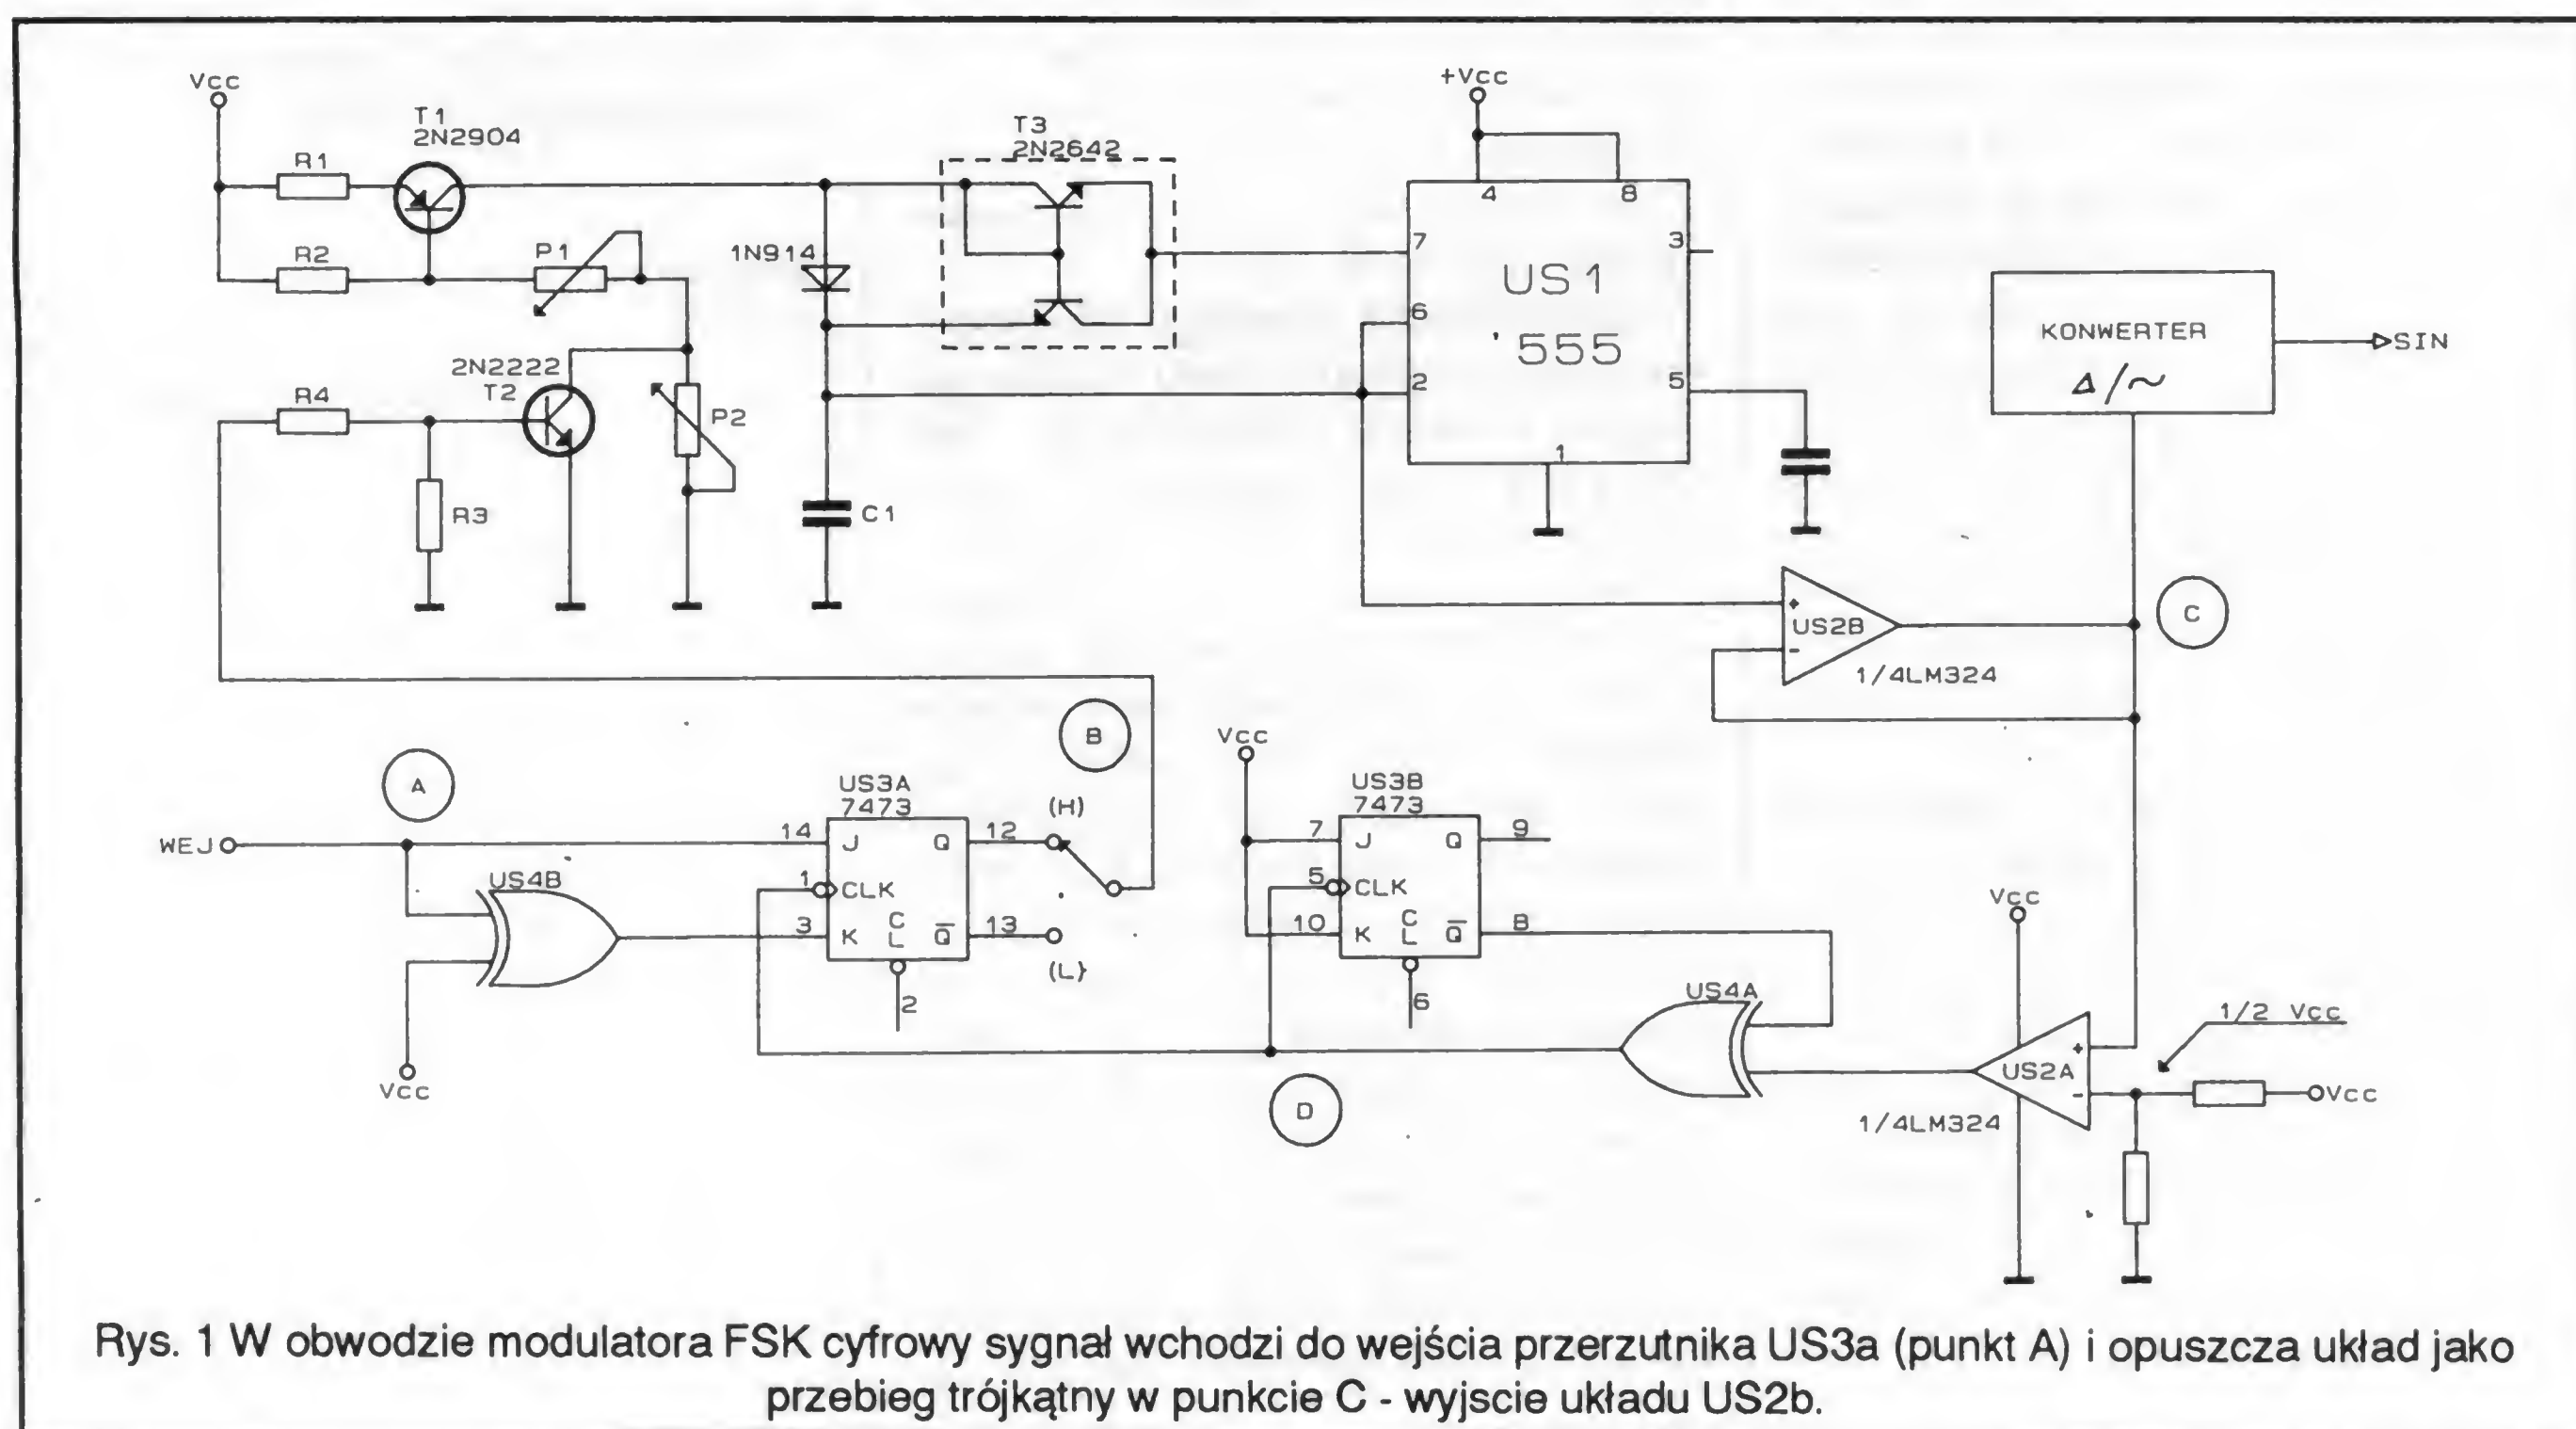 Vcc
+Vcc
T1
2N2904
T3
2N2642
R1
R2
P1
1N914
4
8
7
3
US1
'555
6
2
5
1
KONWERTER
Δ/~
SIN
2N2222
T2
R4
P2
R3
C1
+
US2B
-
1/4LM324
C
B
A
Vcc
US3A
7473
(H)
US3B
7473
WEJ
14
J
Q
12
7
J
Q
9
US4B
1
CLK
5
CLK
Vcc
3
K
C
L
Q̅
13
10
K
C
L
Q̅
8
(L)
2
6
US4A
1/2 Vcc
Vcc
+
US2A
-
Vcc
D
1/4LM324
Rys. 1 W obwodzie modulatora FSK cyfrowy sygnał wchodzi do wejścia przerzutnika US3a (punkt A) i opuszcza układ jako
przebieg trójkątny w punkcie C - wyjscie układu US2b.